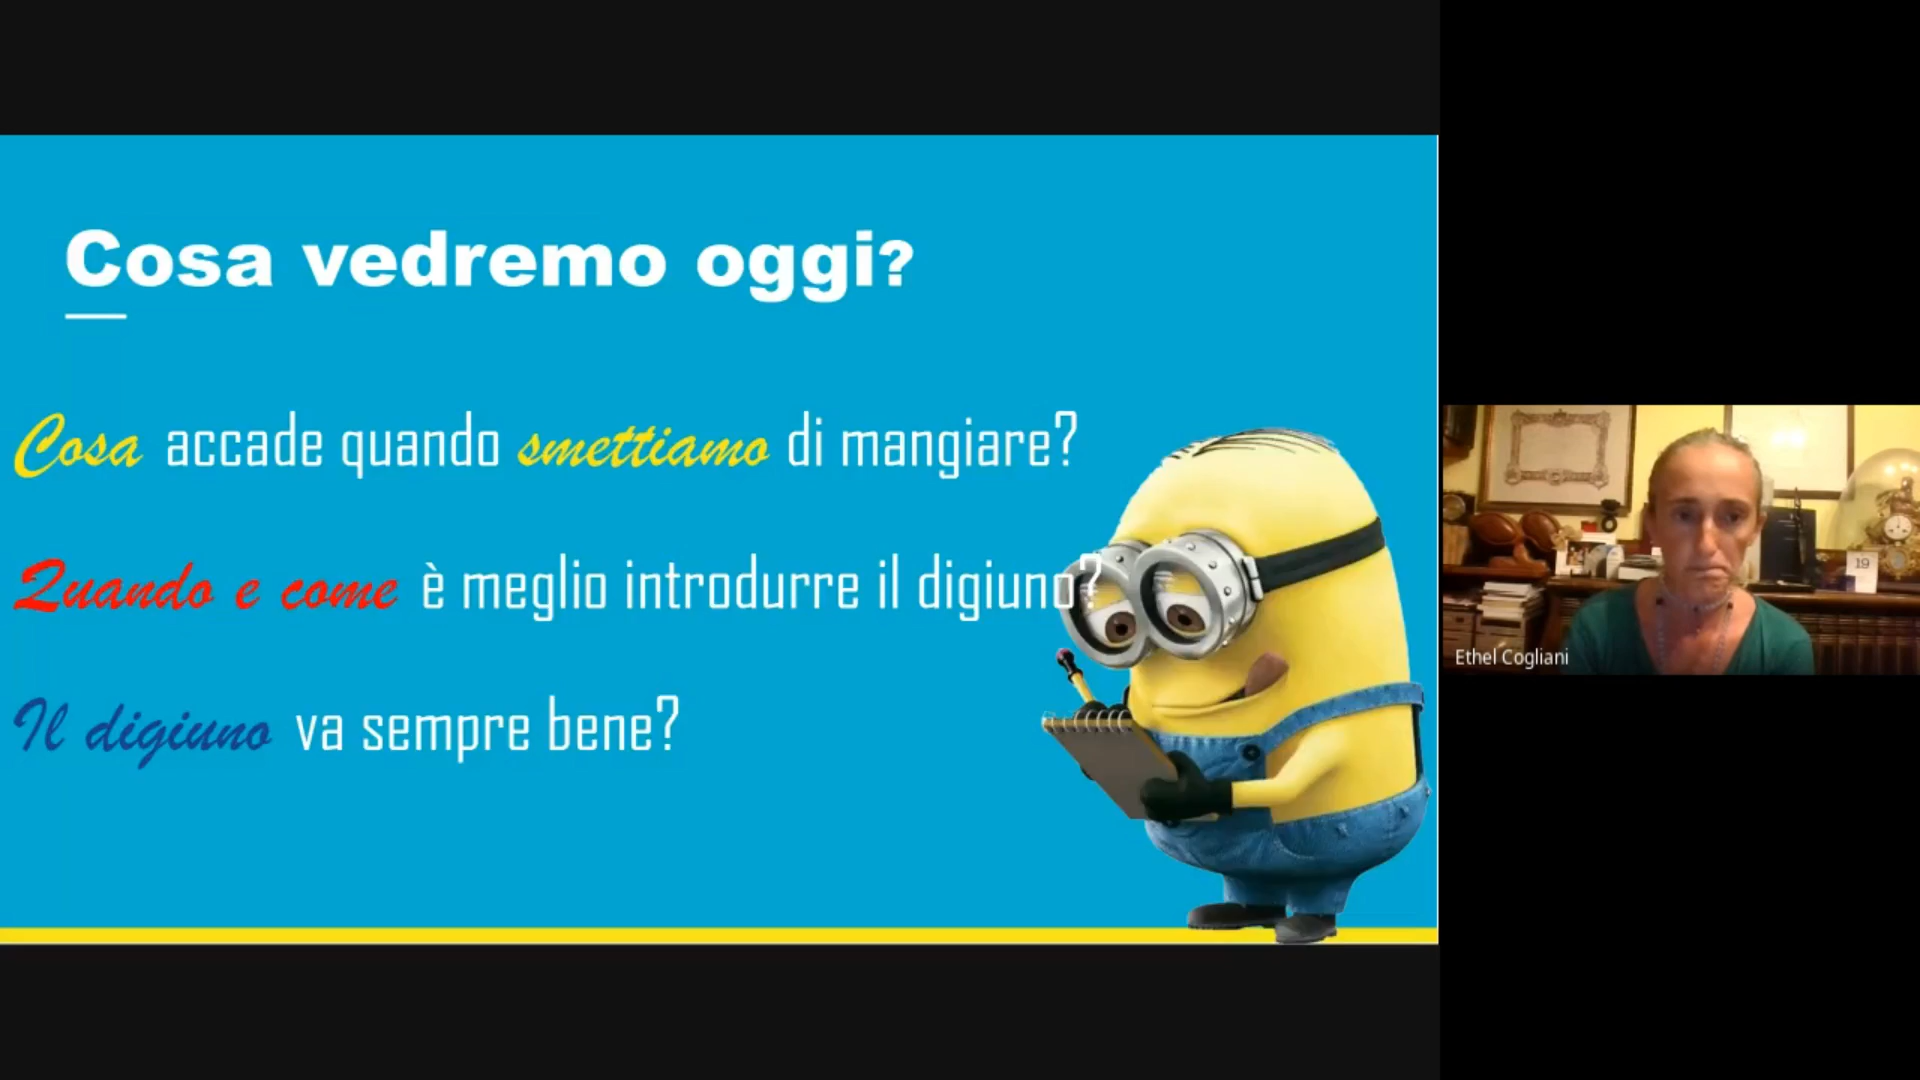 Cosa vedremo oggi?
Cosa accade quando smettiamo di mangiare?
Quando e come è meglio introdurre il digiuno?
Il digiuno va sempre bene?
19
Ethel Cogliani